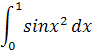 ∫₀¹ sinx² dx